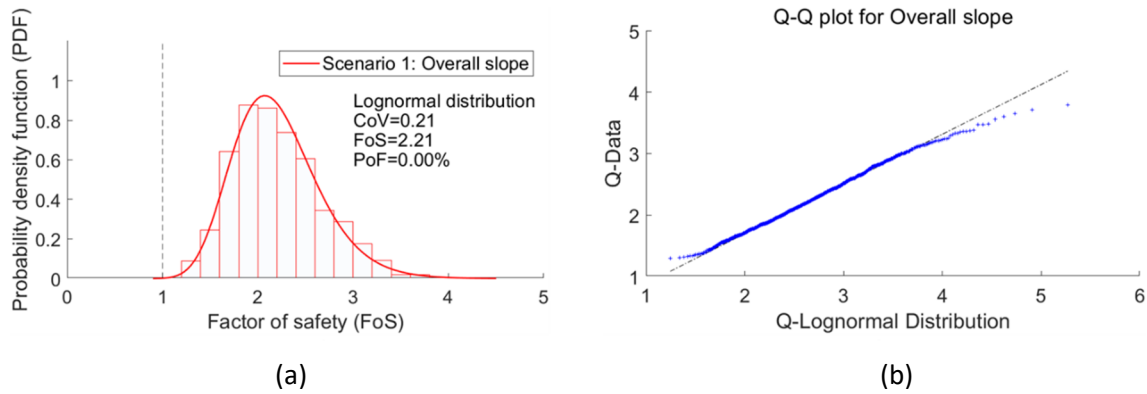 Probability density function (PDF)
1
0.8
0.6
0.4
0.2
0
0 1 2 3 4 5
Factor of safety (FoS)
Scenario 1: Overall slope
Lognormal distribution
CoV=0.21
FoS=2.21
PoF=0.00%
(a)
Q-Q plot for Overall slope
Q-Data
5
4
3
2
1
1 2 3 4 5 6
Q-Lognormal Distribution
(b)